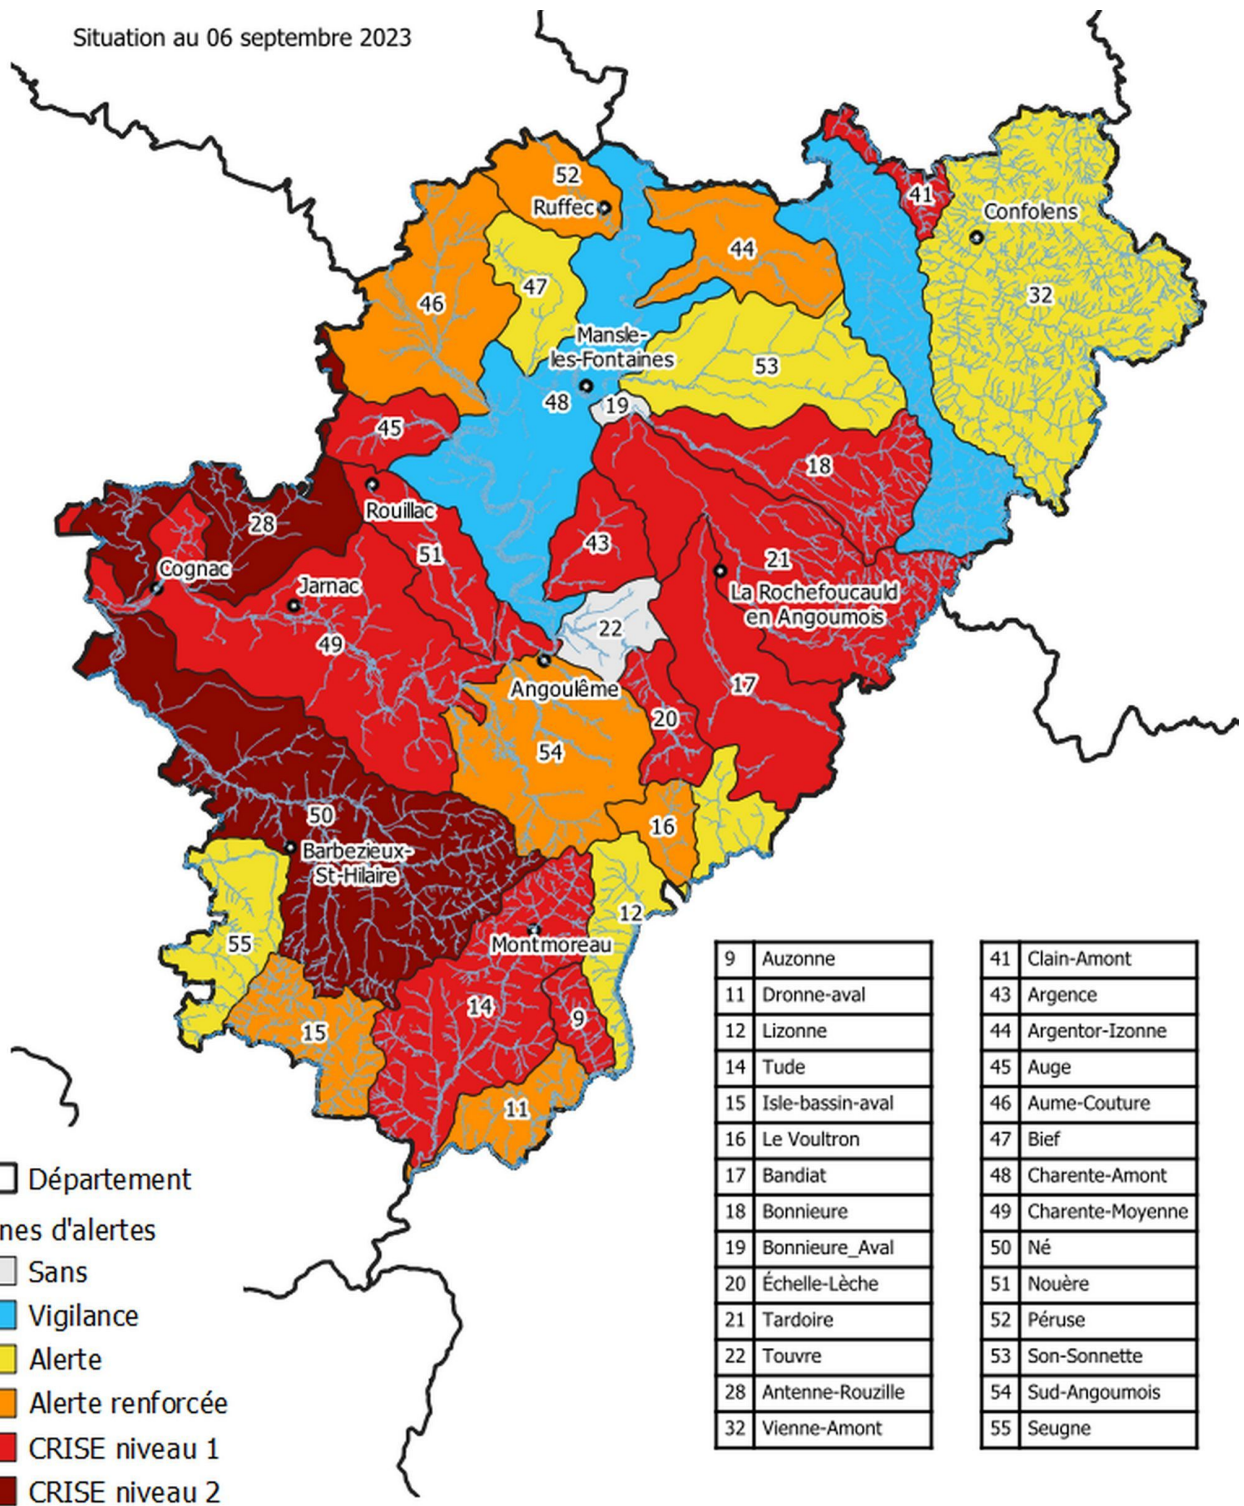 Situation au 06 septembre 2023
52
Ruffec
41
Confolens
44
46
47
32
Mansle-
les-Fontaines
53
48
19
45
18
Rouillac
28
51
43
21
Cognac
Jarnac
La Rochefoucauld
en Angoumois
22
49
Angoulême
17
20
54
50
16
Barbezieux-
St-Hilaire
12
55
Montmoreau
14
9
15
11
9 Auzonne
11 Dronne-aval
12 Lizonne
14 Tude
15 Isle-bassin-aval
16 Le Voultron
17 Bandiat
18 Bonnieure
19 Bonnieure_Aval
20 Échelle-Lèche
21 Tardoire
22 Touvre
28 Antenne-Rouzille
32 Vienne-Amont
41 Clain-Amont
43 Argence
44 Argentor-Izonne
45 Auge
46 Aume-Couture
47 Bief
48 Charente-Amont
49 Charente-Moyenne
50 Né
51 Nouère
52 Péruse
53 Son-Sonnette
54 Sud-Angoumois
55 Seugne
Département
nes d'alertes
Sans
Vigilance
Alerte
Alerte renforcée
CRISE niveau 1
CRISE niveau 2